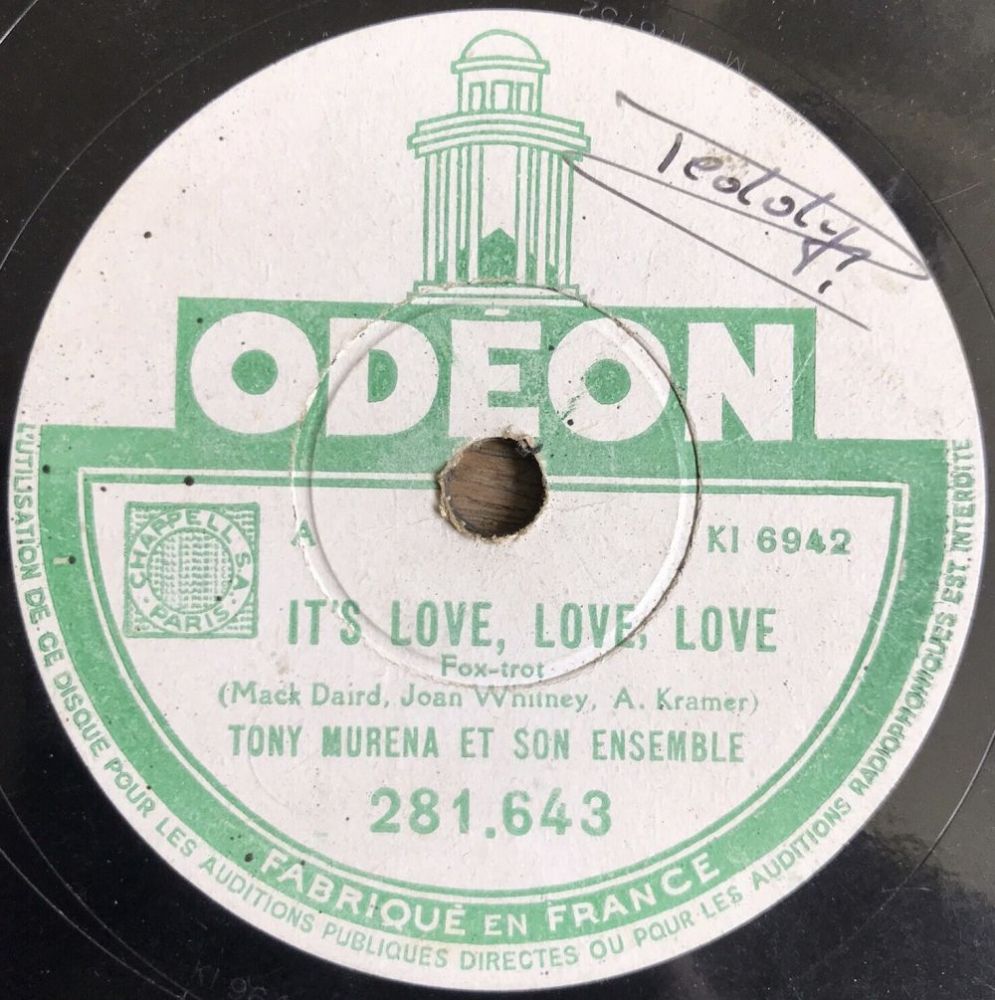 ODEON
CHAPPELL S.A.
PARIS
A
KI 6942
IT'S LOVE, LOVE, LOVE
Fox-trot
(Mack Daird, Joan Whitney, A. Kramer)
TONY MURENA ET SON ENSEMBLE
281.643
FABRIQUÉ EN FRANCE
L'UTILISATION DE CE DISQUE POUR LES AUDITIONS PUBLIQUES DIRECTES OU POUR LES AUDITIONS RADIOPHONIQUES EST INTERDITE